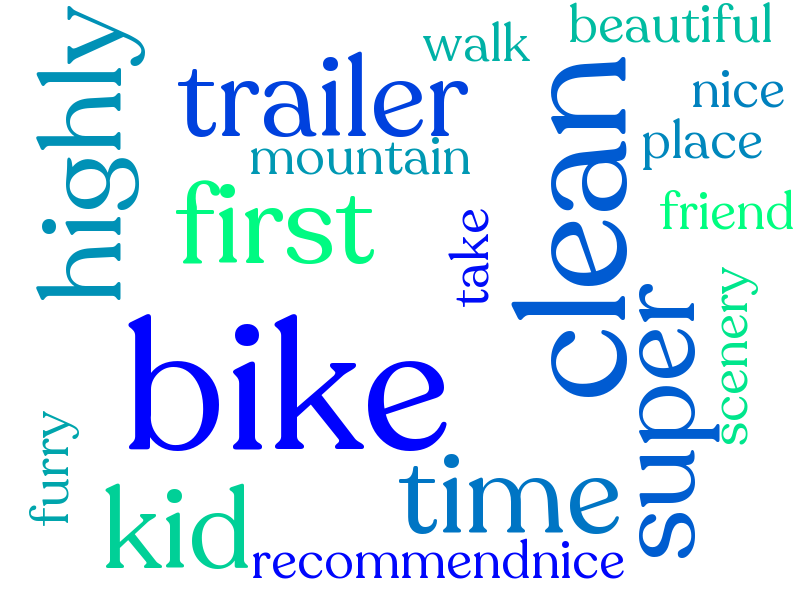 beautiful
walk
highly
trailer
clean
nice
place
mountain
first
friend
take
scenery
super
bike
furry
time
kid
recommendnice